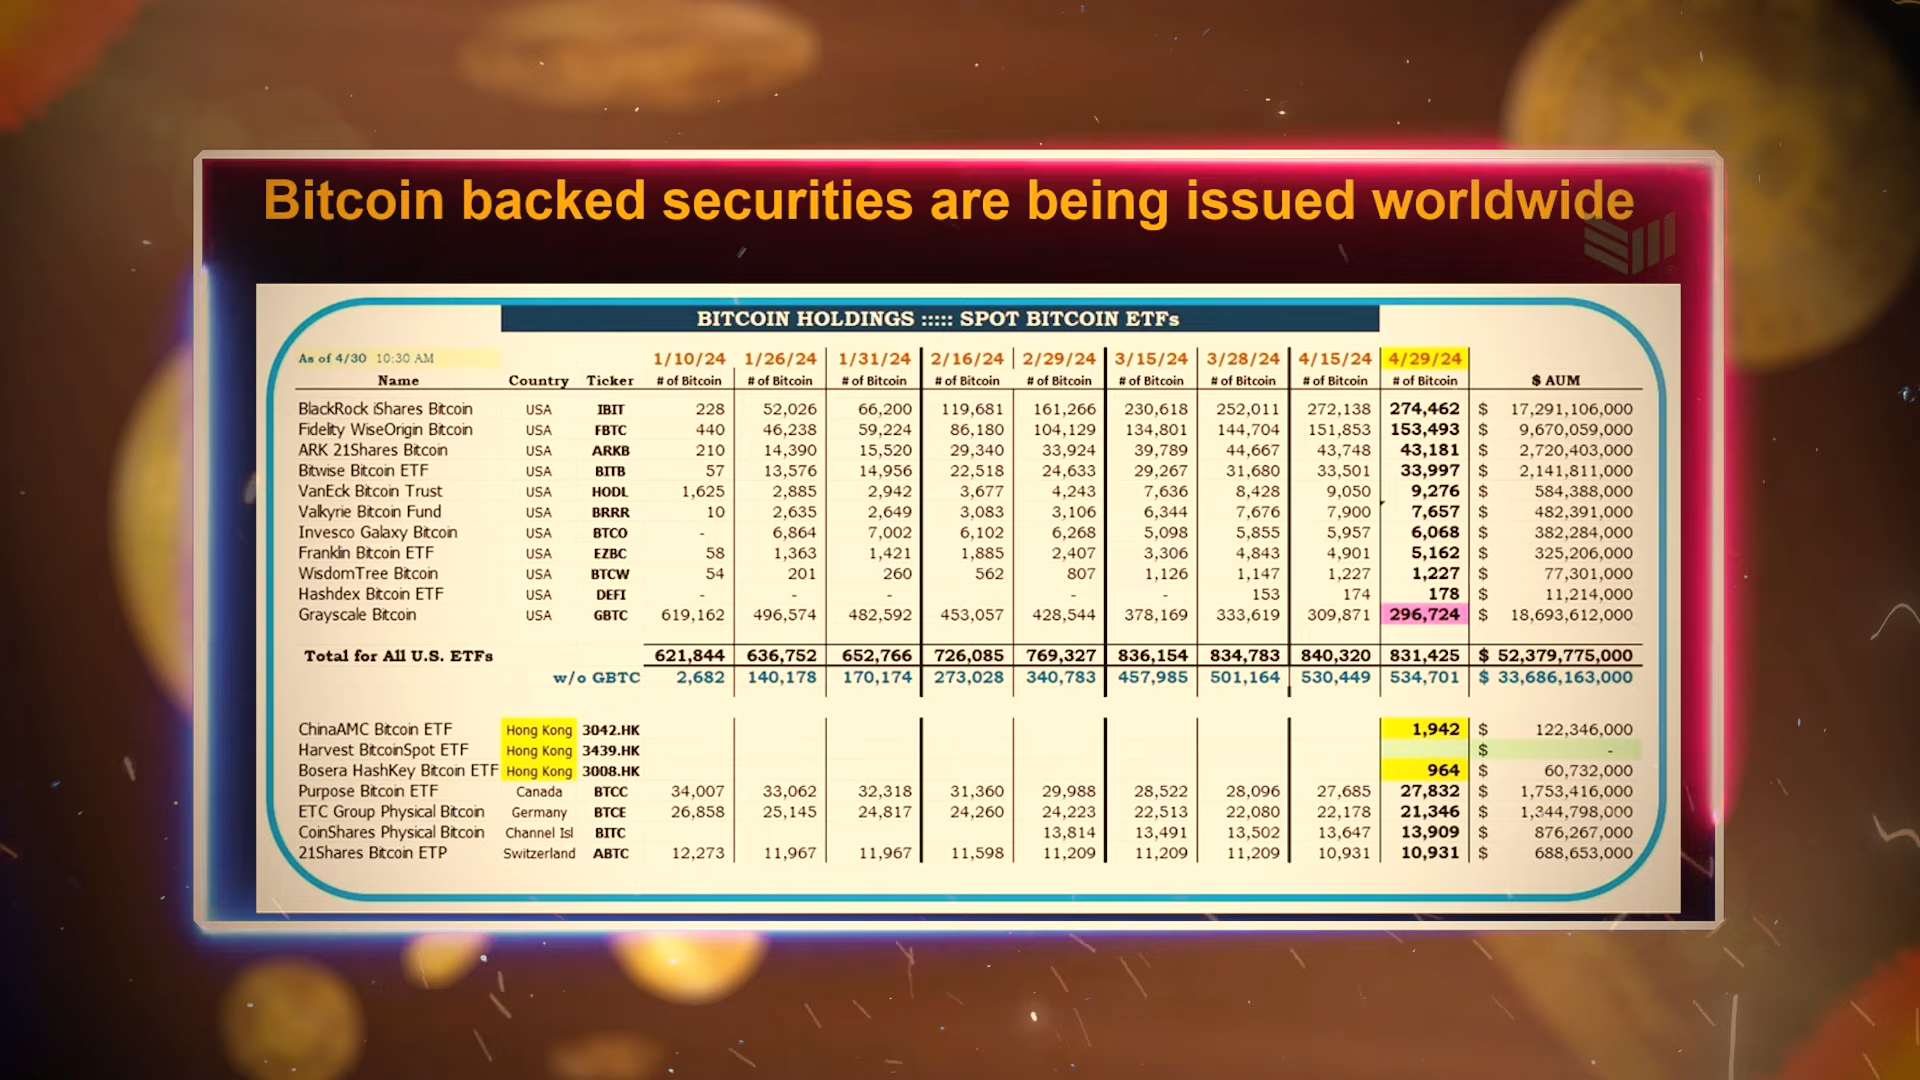 Bitcoin backed securities are being issued worldwide
BITCOIN HOLDINGS ::::: SPOT BITCOIN ETFs
As of 4/30 10:30 AM 1/10/24 1/26/24 1/31/24 2/16/24 2/29/24 3/15/24 3/28/24 4/15/24 4/29/24
Name Country Ticker # of Bitcoin # of Bitcoin # of Bitcoin # of Bitcoin # of Bitcoin # of Bitcoin # of Bitcoin # of Bitcoin # of Bitcoin $ AUM
BlackRock iShares Bitcoin USA IBIT 228 52,026 66,200 119,681 161,266 230,618 252,011 272,138 274,462 $ 17,291,106,000
Fidelity WiseOrigin Bitcoin USA FBTC 440 46,238 59,224 86,180 104,129 134,801 144,704 151,853 153,493 $ 9,670,059,000
ARK 21Shares Bitcoin USA ARKB 210 14,390 15,520 29,340 33,924 39,789 44,667 43,748 43,181 $ 2,720,403,000
Bitwise Bitcoin ETF USA BITB 57 13,576 14,956 22,518 24,633 29,267 31,680 33,501 33,997 $ 2,141,811,000
VanEck Bitcoin Trust USA HODL 1,625 2,885 2,942 3,677 4,243 7,636 8,428 9,050 9,276 $ 584,388,000
Valkyrie Bitcoin Fund USA BRRR 10 2,635 2,649 3,083 3,106 6,344 7,676 7,900 7,657 $ 482,391,000
Invesco Galaxy Bitcoin USA BTCO - 6,864 7,002 6,102 6,268 5,098 5,855 5,957 6,068 $ 382,284,000
Franklin Bitcoin ETF USA EZBC 58 1,363 1,421 1,885 2,407 3,306 4,843 4,901 5,162 $ 325,206,000
WisdomTree Bitcoin USA BTCW 54 201 260 562 807 1,126 1,147 1,227 1,227 $ 77,301,000
Hashdex Bitcoin ETF USA DEFI - - - - - - 153 174 178 $ 11,214,000
Grayscale Bitcoin USA GBTC 619,162 496,574 482,592 453,057 428,544 378,169 333,619 309,871 296,724 $ 18,693,612,000
Total for All U.S. ETFs 621,844 636,752 652,766 726,085 769,327 836,154 834,783 840,320 831,425 $ 52,379,775,000
w/o GBTC 2,682 140,178 170,174 273,028 340,783 457,985 501,164 530,449 534,701 $ 33,686,163,000
ChinaAMC Bitcoin ETF Hong Kong 3042.HK 1,942 $ 122,346,000
Harvest BitcoinSpot ETF Hong Kong 3439.HK $ -
Bosera HashKey Bitcoin ETF Hong Kong 3008.HK 964 $ 60,732,000
Purpose Bitcoin ETF Canada BTCC 34,007 33,062 32,318 31,360 29,988 28,522 28,096 27,685 27,832 $ 1,753,416,000
ETC Group Physical Bitcoin Germany BTCE 26,858 25,145 24,817 24,260 24,223 22,513 22,080 22,178 21,346 $ 1,344,798,000
CoinShares Physical Bitcoin Channel Isl BITC 13,814 13,491 13,502 13,647 13,909 $ 876,267,000
21Shares Bitcoin ETP Switzerland ABTC 12,273 11,967 11,967 11,598 11,209 11,209 11,209 10,931 10,931 $ 688,653,000